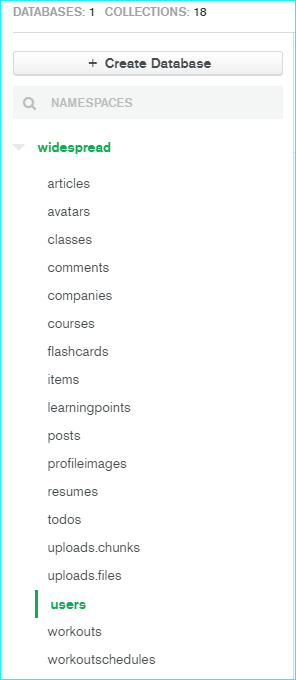 DATABASES: 1 COLLECTIONS: 18
+ Create Database
NAMESPACES
widespread
articles
avatars
classes
comments
companies
courses
flashcards
items
learningpoints
posts
profileimages
resumes
todos
uploads.chunks
uploads.files
users
workouts
workoutschedules